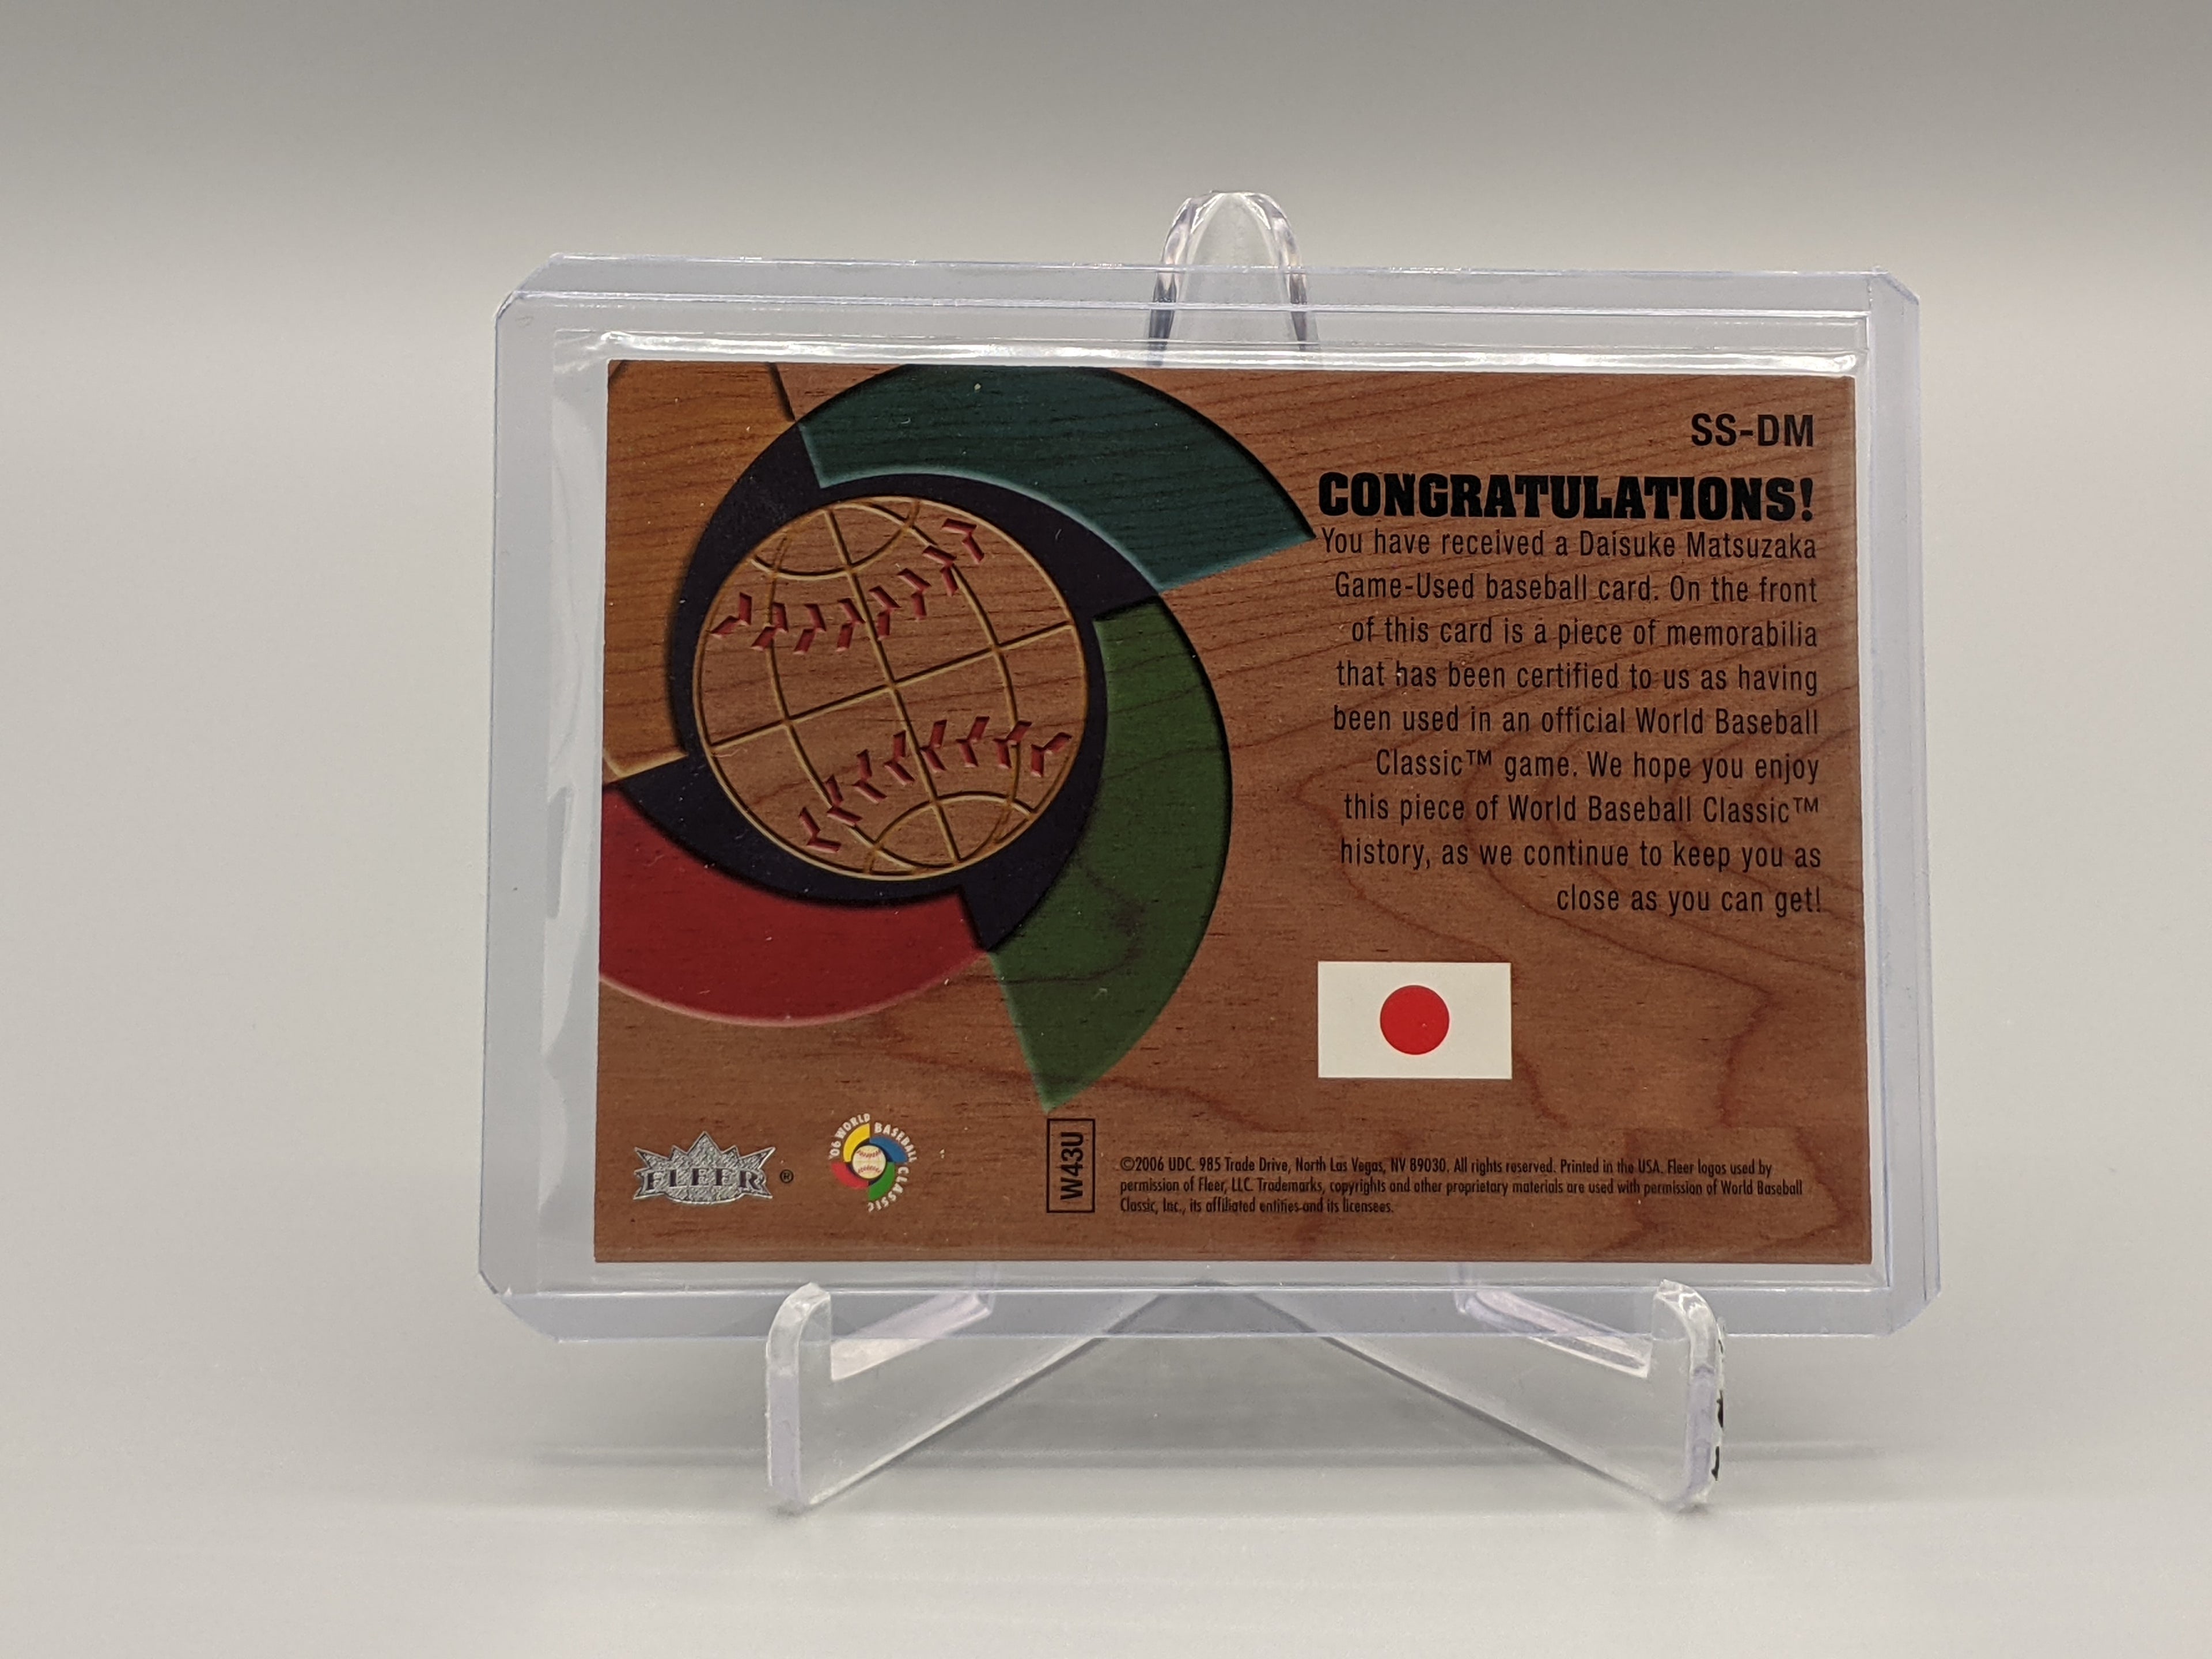 SS-DM
CONGRATULATIONS!
You have received a Daisuke Matsuzaka
Game-Used baseball card. On the front
of this card is a piece of memorabilia
that has been certified to us as having
been used in an official World Baseball
Classic™ game. We hope you enjoy
this piece of World Baseball Classic™
history, as we continue to keep you as
close as you can get!
FLEER®
'06 WORLD BASEBALL CLASSIC
W43U
©2006 UDC. 985 Trade Drive, North Las Vegas, NV 89030. All rights reserved. Printed in the USA. Fleer logos used by
permission of Fleer, LLC. Trademarks, copyrights and other proprietary materials are used with permission of World Baseball
Classic, Inc., its affiliated entities and its licensees.